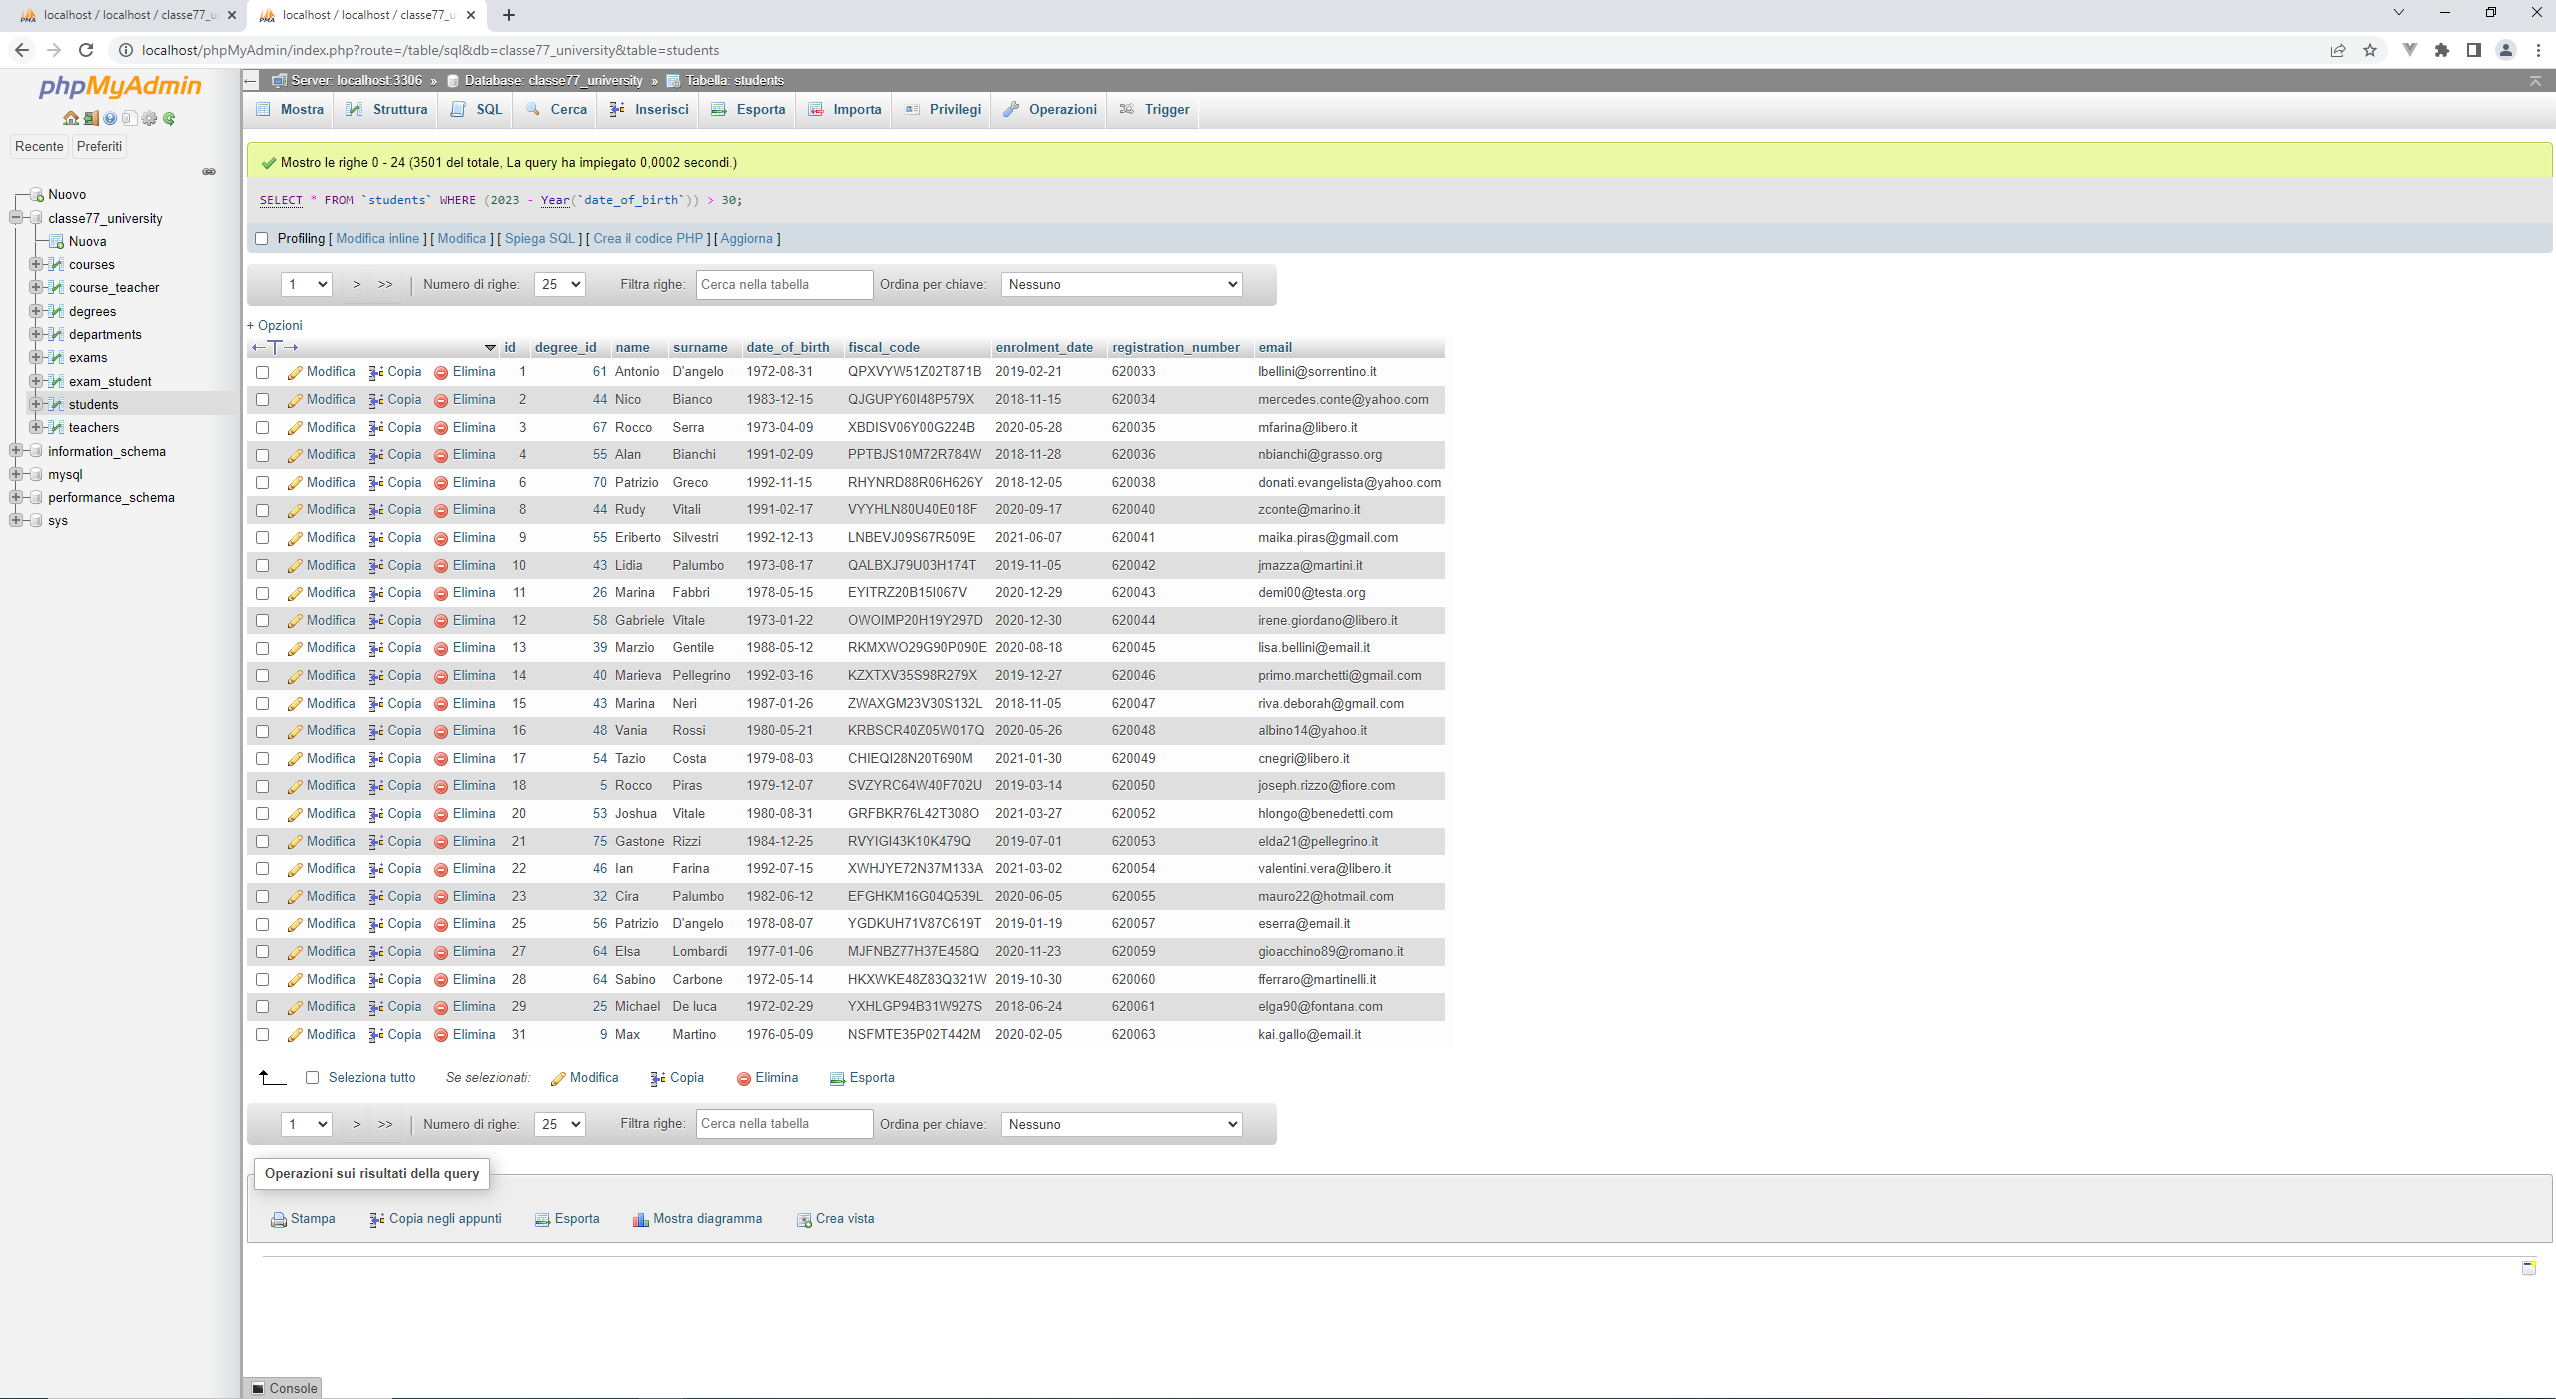 localhost / localhost / classe77_u
localhost / localhost / classe77_u
localhost/phpMyAdmin/index.php?route=/table/sql&db=classe77_university&table=students
phpMyAdmin
Recente Preferiti
Nuovo
classe77_university
Nuova
courses
course_teacher
degrees
departments
exams
exam_student
students
teachers
information_schema
mysql
performance_schema
sys
Server: localhost:3306 » Database: classe77_university » Tabella: students
Mostra Struttura SQL Cerca Inserisci Esporta Importa Privilegi Operazioni Trigger
Mostro le righe 0 - 24 (3501 del totale, La query ha impiegato 0,0002 secondi.)
SELECT * FROM `students` WHERE (2023 - Year(`date_of_birth`)) > 30;
Profiling [ Modifica inline ] [ Modifica ] [ Spiega SQL ] [ Crea il codice PHP ] [ Aggiorna ]
1 > >> | Numero di righe: 25 Filtra righe: Cerca nella tabella Ordina per chiave: Nessuno
+ Opzioni
←T→ id degree_id name surname date_of_birth fiscal_code enrolment_date registration_number email
Modifica Copia Elimina 1 61 Antonio D'angelo 1972-08-31 QPXVYW51Z02T871B 2019-02-21 620033 lbellini@sorrentino.it
Modifica Copia Elimina 2 44 Nico Bianco 1983-12-15 QJGUPY60I48P579X 2018-11-15 620034 mercedes.conte@yahoo.com
Modifica Copia Elimina 3 67 Rocco Serra 1973-04-09 XBDISV06Y00G224B 2020-05-28 620035 mfarina@libero.it
Modifica Copia Elimina 4 55 Alan Bianchi 1991-02-09 PPTBJS10M72R784W 2018-11-28 620036 nbianchi@grasso.org
Modifica Copia Elimina 6 70 Patrizio Greco 1992-11-15 RHYNRD88R06H626Y 2018-12-05 620038 donati.evangelista@yahoo.com
Modifica Copia Elimina 8 44 Rudy Vitali 1991-02-17 VYYHLN80U40E018F 2020-09-17 620040 zconte@marino.it
Modifica Copia Elimina 9 55 Eriberto Silvestri 1992-12-13 LNBEVJ09S67R509E 2021-06-07 620041 maika.piras@gmail.com
Modifica Copia Elimina 10 43 Lidia Palumbo 1973-08-17 QALBXJ79U03H174T 2019-11-05 620042 jmazza@martini.it
Modifica Copia Elimina 11 26 Marina Fabbri 1978-05-15 EYITRZ20B15I067V 2020-12-29 620043 demi00@testa.org
Modifica Copia Elimina 12 58 Gabriele Vitale 1973-01-22 OWOIMP20H19Y297D 2020-12-30 620044 irene.giordano@libero.it
Modifica Copia Elimina 13 39 Marzio Gentile 1988-05-12 RKMXWO29G90P090E 2020-08-18 620045 lisa.bellini@email.it
Modifica Copia Elimina 14 40 Marieva Pellegrino 1992-03-16 KZXTXV35S98R279X 2019-12-27 620046 primo.marchetti@gmail.com
Modifica Copia Elimina 15 43 Marina Neri 1987-01-26 ZWAXGM23V30S132L 2018-11-05 620047 riva.deborah@gmail.com
Modifica Copia Elimina 16 48 Vania Rossi 1980-05-21 KRBSCR40Z05W017Q 2020-05-26 620048 albino14@yahoo.it
Modifica Copia Elimina 17 54 Tazio Costa 1979-08-03 CHIEQI28N20T690M 2021-01-30 620049 cnegri@libero.it
Modifica Copia Elimina 18 5 Rocco Piras 1979-12-07 SVZYRC64W40F702U 2019-03-14 620050 joseph.rizzo@fiore.com
Modifica Copia Elimina 20 53 Joshua Vitale 1980-08-31 GRFBKR76L42T308O 2021-03-27 620052 hlongo@benedetti.com
Modifica Copia Elimina 21 75 Gastone Rizzi 1984-12-25 RVYIGI43K10K479Q 2019-07-01 620053 elda21@pellegrino.it
Modifica Copia Elimina 22 46 Ian Farina 1992-07-15 XWHJYE72N37M133A 2021-03-02 620054 valentini.vera@libero.it
Modifica Copia Elimina 23 32 Cira Palumbo 1982-06-12 EFGHKM16G04Q539L 2020-06-05 620055 mauro22@hotmail.com
Modifica Copia Elimina 25 56 Patrizio D'angelo 1978-08-07 YGDKUH71V87C619T 2019-01-19 620057 eserra@email.it
Modifica Copia Elimina 27 64 Elsa Lombardi 1977-01-06 MJFNBZ77H37E458Q 2020-11-23 620059 gioacchino89@romano.it
Modifica Copia Elimina 28 64 Sabino Carbone 1972-05-14 HKXWKE48Z83Q321W 2019-10-30 620060 fferraro@martinelli.it
Modifica Copia Elimina 29 25 Michael De luca 1972-02-29 YXHLGP94B31W927S 2018-06-24 620061 elga90@fontana.com
Modifica Copia Elimina 31 9 Max Martino 1976-05-09 NSFMTE35P02T442M 2020-02-05 620063 kai.gallo@email.it
Seleziona tutto Se selezionati: Modifica Copia Elimina Esporta
1 > >> | Numero di righe: 25 Filtra righe: Cerca nella tabella Ordina per chiave: Nessuno
Operazioni sui risultati della query
Stampa Copia negli appunti Esporta Mostra diagramma Crea vista
Console